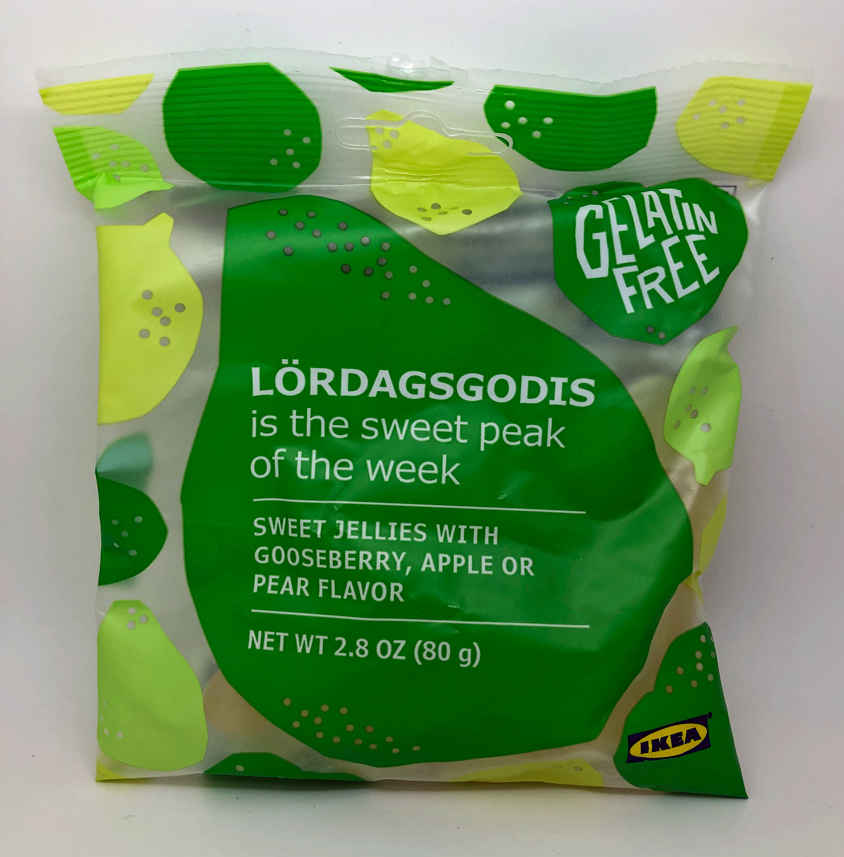 GELATIN
FREE
LÖRDAGSGODIS
is the sweet peak
of the week
SWEET JELLIES WITH
GOOSEBERRY, APPLE OR
PEAR FLAVOR
NET WT 2.8 OZ (80 g)
IKEA